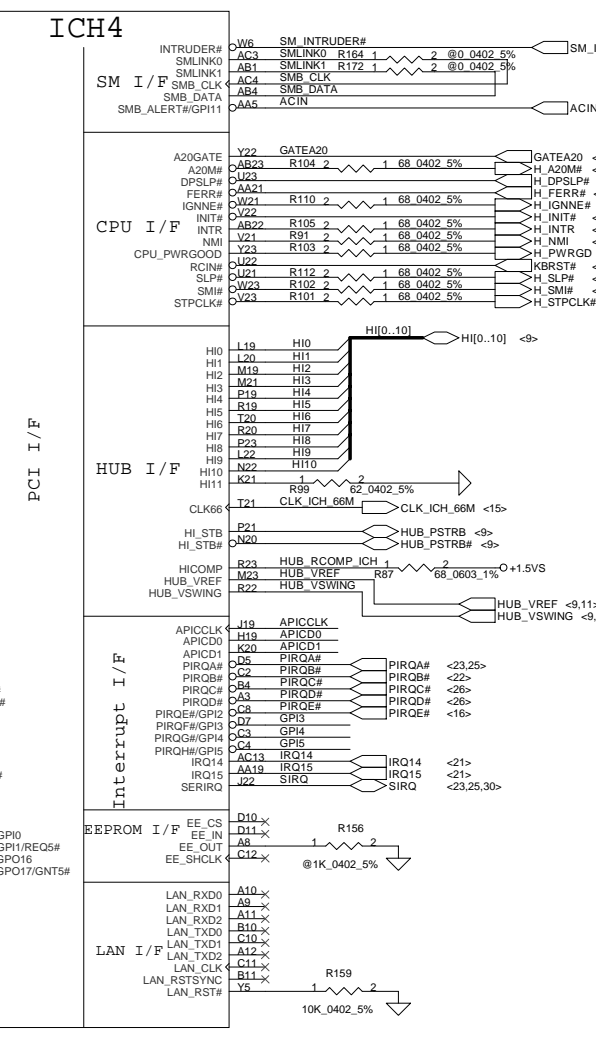 ICH4
PCI I/F
SM I/F
INTRUDER# W6 SM_INTRUDER# SM_I
SMLINK0 AC3 SMLINK0 R164 1 2 @0_0402_5%
SMLINK1 AB1 SMLINK1 R172 1 2 @0_0402_5%
SMB_CLK AC4 SMB_CLK
SMB_DATA AB4 SMB_DATA
SMB_ALERT#/GPI11 AA5 ACIN ACIN
CPU I/F
A20GATE Y22 GATEA20 GATEA20 <
A20M# AB23 R104 2 1 68_0402_5% H_A20M# <
DPSLP# U23 H_DPSLP#
FERR# AA21 H_FERR# <
IGNNE# W21 R110 2 1 68_0402_5% H_IGNNE#
INIT# V22 H_INIT# <
INTR AB22 R105 2 1 68_0402_5% H_INTR <
NMI V21 R91 2 1 68_0402_5% H_NMI <
CPU_PWRGOOD Y23 R103 2 1 68_0402_5% H_PWRGD
RCIN# U22 KBRST# <
SLP# U21 R112 2 1 68_0402_5% H_SLP# <
SMI# W23 R102 2 1 68_0402_5% H_SMI# <
STPCLK# V23 R101 2 1 68_0402_5% H_STPCLK#
HUB I/F
HI[0..10] HI[0..10] <9>
HI0 L19 HI0
HI1 L20 HI1
HI2 M19 HI2
HI3 M21 HI3
HI4 P19 HI4
HI5 R19 HI5
HI6 T20 HI6
HI7 R20 HI7
HI8 P23 HI8
HI9 L22 HI9
HI10 N22 HI10
HI11 K21 R99 1 2 62_0402_5%
CLK66 T21 CLK_ICH_66M CLK_ICH_66M <15>
HI_STB P21 HUB_PSTRB <9>
HI_STB# N20 HUB_PSTRB# <9>
HICOMP R23 HUB_RCOMP_ICH 1 2 R87 68_0603_1% +1.5VS
HUB_VREF M23 HUB_VREF HUB_VREF <9,11>
HUB_VSWING R22 HUB_VSWING HUB_VSWING <9,
Interrupt I/F
APICCLK J19 APICCLK
APICD0 H19 APICD0
APICD1 K20 APICD1
PIRQA# D5 PIRQA# PIRQA# <23,25>
PIRQB# C2 PIRQB# PIRQB# <22>
PIRQC# B4 PIRQC# PIRQC# <26>
PIRQD# A3 PIRQD# PIRQD# <26>
PIRQE#/GPI2 C8 PIRQE# PIRQE# <16>
PIRQF#/GPI3 D7 GPI3
PIRQG#/GPI4 C3 GPI4
PIRQH#/GPI5 C4 GPI5
IRQ14 AC13 IRQ14 IRQ14 <21>
IRQ15 AA19 IRQ15 IRQ15 <21>
SERIRQ J22 SIRQ SIRQ <23,25,30>
#
GPI0
GPI1/REQ5#
GPO16
GPO17/GNT5#
EEPROM I/F
EE_CS D10
EE_IN D11
EE_OUT A8 R156 1 2 @1K_0402_5%
EE_SHCLK C12
LAN I/F
LAN_RXD0 A10
LAN_RXD1 A9
LAN_RXD2 A11
LAN_TXD0 B10
LAN_TXD1 C10
LAN_TXD2 A12
LAN_CLK C11
LAN_RSTSYNC B11
LAN_RST# Y5 R159 1 2 10K_0402_5%